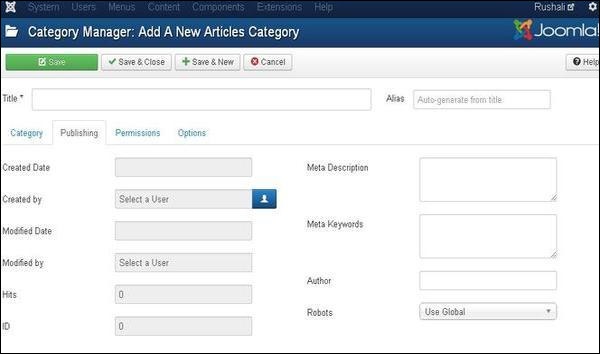 System Users Menus Content Components Extensions Help Rushali
Category Manager: Add A New Articles Category Joomla!
Save Save & Close Save & New Cancel Help
Title * Alias Auto-generate from title
Category Publishing Permissions Options
Created Date Meta Description
Created by Select a User
Modified Date Meta Keywords
Modified by Select a User
Author
Hits 0
Robots Use Global
ID 0